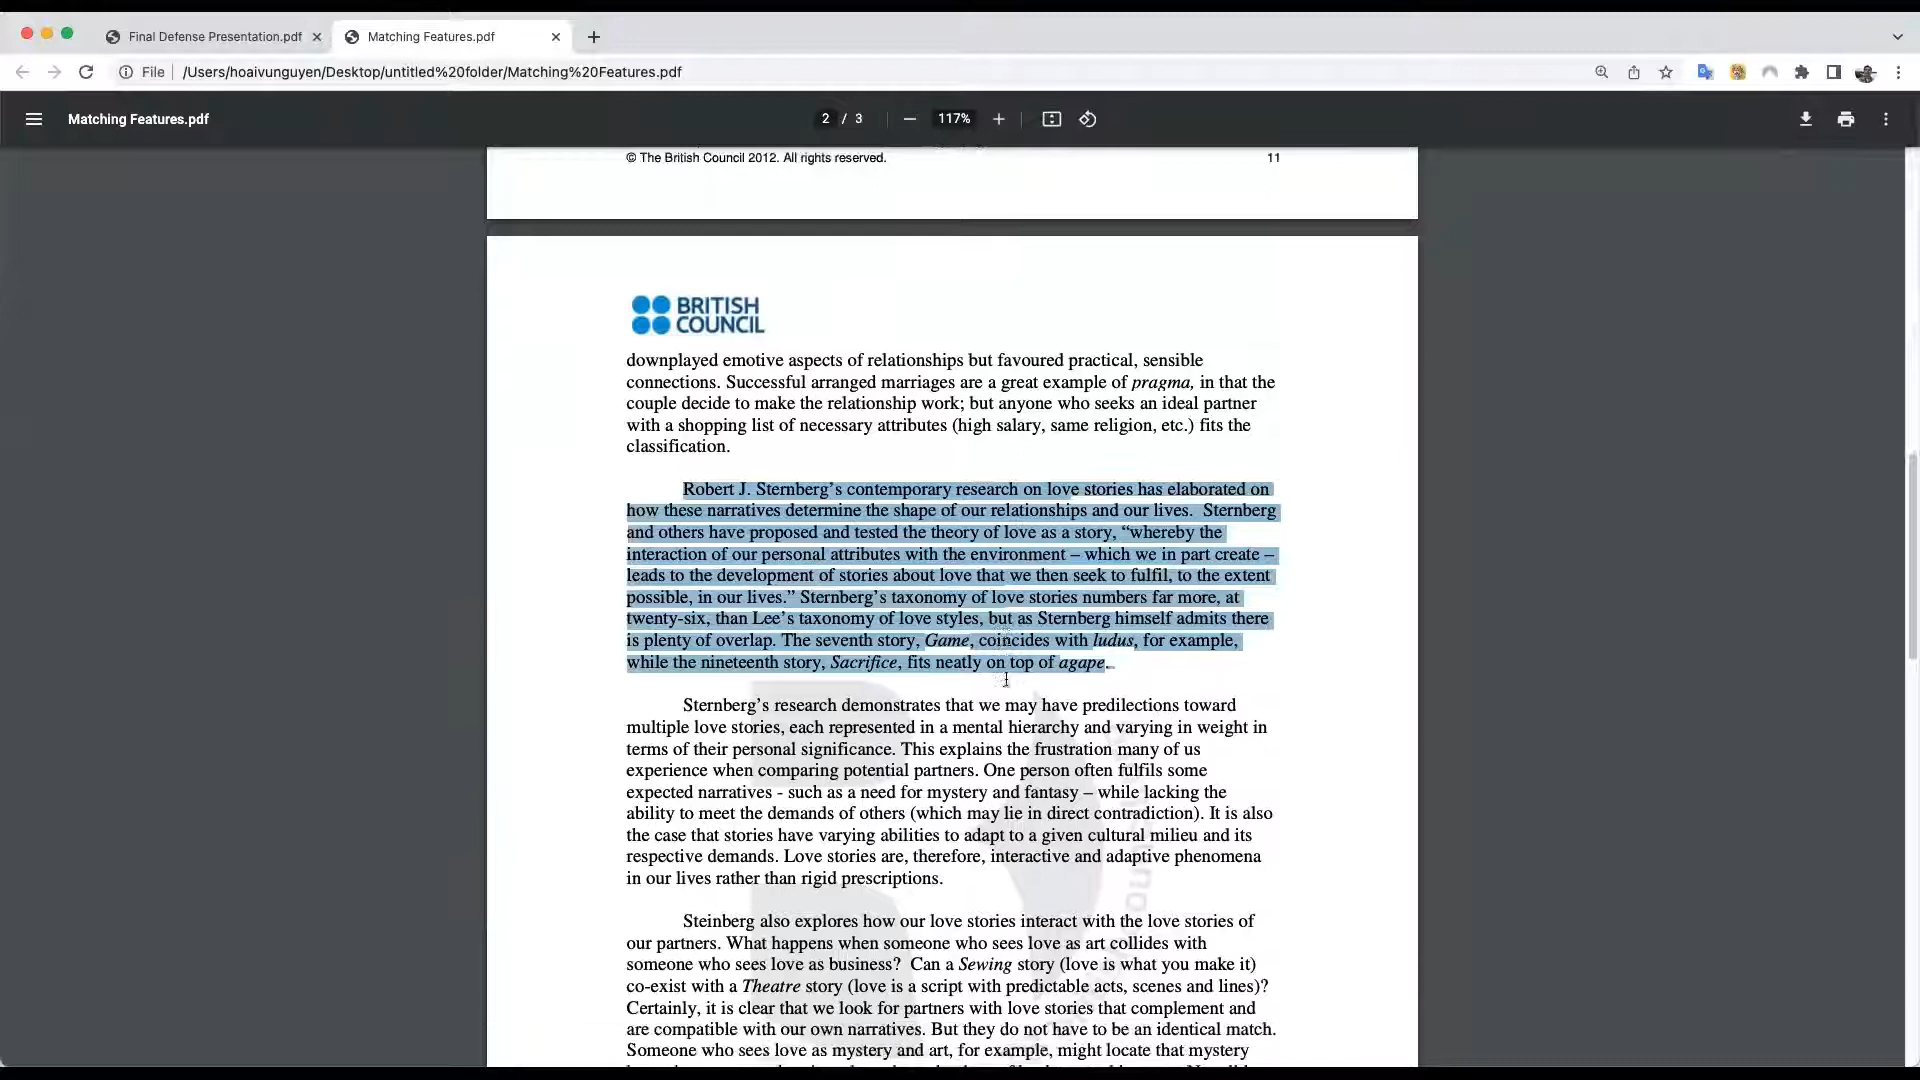 Final Defense Presentation.pdf
Matching Features.pdf
File
/Users/hoaivunguyen/Desktop/untitled%20folder/Matching%20Features.pdf
Matching Features.pdf
2 / 3
117%
© The British Council 2012. All rights reserved.
11
BRITISH
COUNCIL
downplayed emotive aspects of relationships but favoured practical, sensible
connections. Successful arranged marriages are a great example of pragma, in that the
couple decide to make the relationship work; but anyone who seeks an ideal partner
with a shopping list of necessary attributes (high salary, same religion, etc.) fits the
classification.
Robert J. Sternberg’s contemporary research on love stories has elaborated on
how these narratives determine the shape of our relationships and our lives.  Sternberg
and others have proposed and tested the theory of love as a story, “whereby the
interaction of our personal attributes with the environment – which we in part create –
leads to the development of stories about love that we then seek to fulfil, to the extent
possible, in our lives.” Sternberg’s taxonomy of love stories numbers far more, at
twenty-six, than Lee’s taxonomy of love styles, but as Sternberg himself admits there
is plenty of overlap. The seventh story, Game, coincides with ludus, for example,
while the nineteenth story, Sacrifice, fits neatly on top of agape.
Sternberg’s research demonstrates that we may have predilections toward
multiple love stories, each represented in a mental hierarchy and varying in weight in
terms of their personal significance. This explains the frustration many of us
experience when comparing potential partners. One person often fulfils some
expected narratives - such as a need for mystery and fantasy – while lacking the
ability to meet the demands of others (which may lie in direct contradiction). It is also
the case that stories have varying abilities to adapt to a given cultural milieu and its
respective demands. Love stories are, therefore, interactive and adaptive phenomena
in our lives rather than rigid prescriptions.
Steinberg also explores how our love stories interact with the love stories of
our partners. What happens when someone who sees love as art collides with
someone who sees love as business?  Can a Sewing story (love is what you make it)
co-exist with a Theatre story (love is a script with predictable acts, scenes and lines)?
Certainly, it is clear that we look for partners with love stories that complement and
are compatible with our own narratives. But they do not have to be an identical match.
Someone who sees love as mystery and art, for example, might locate that mystery